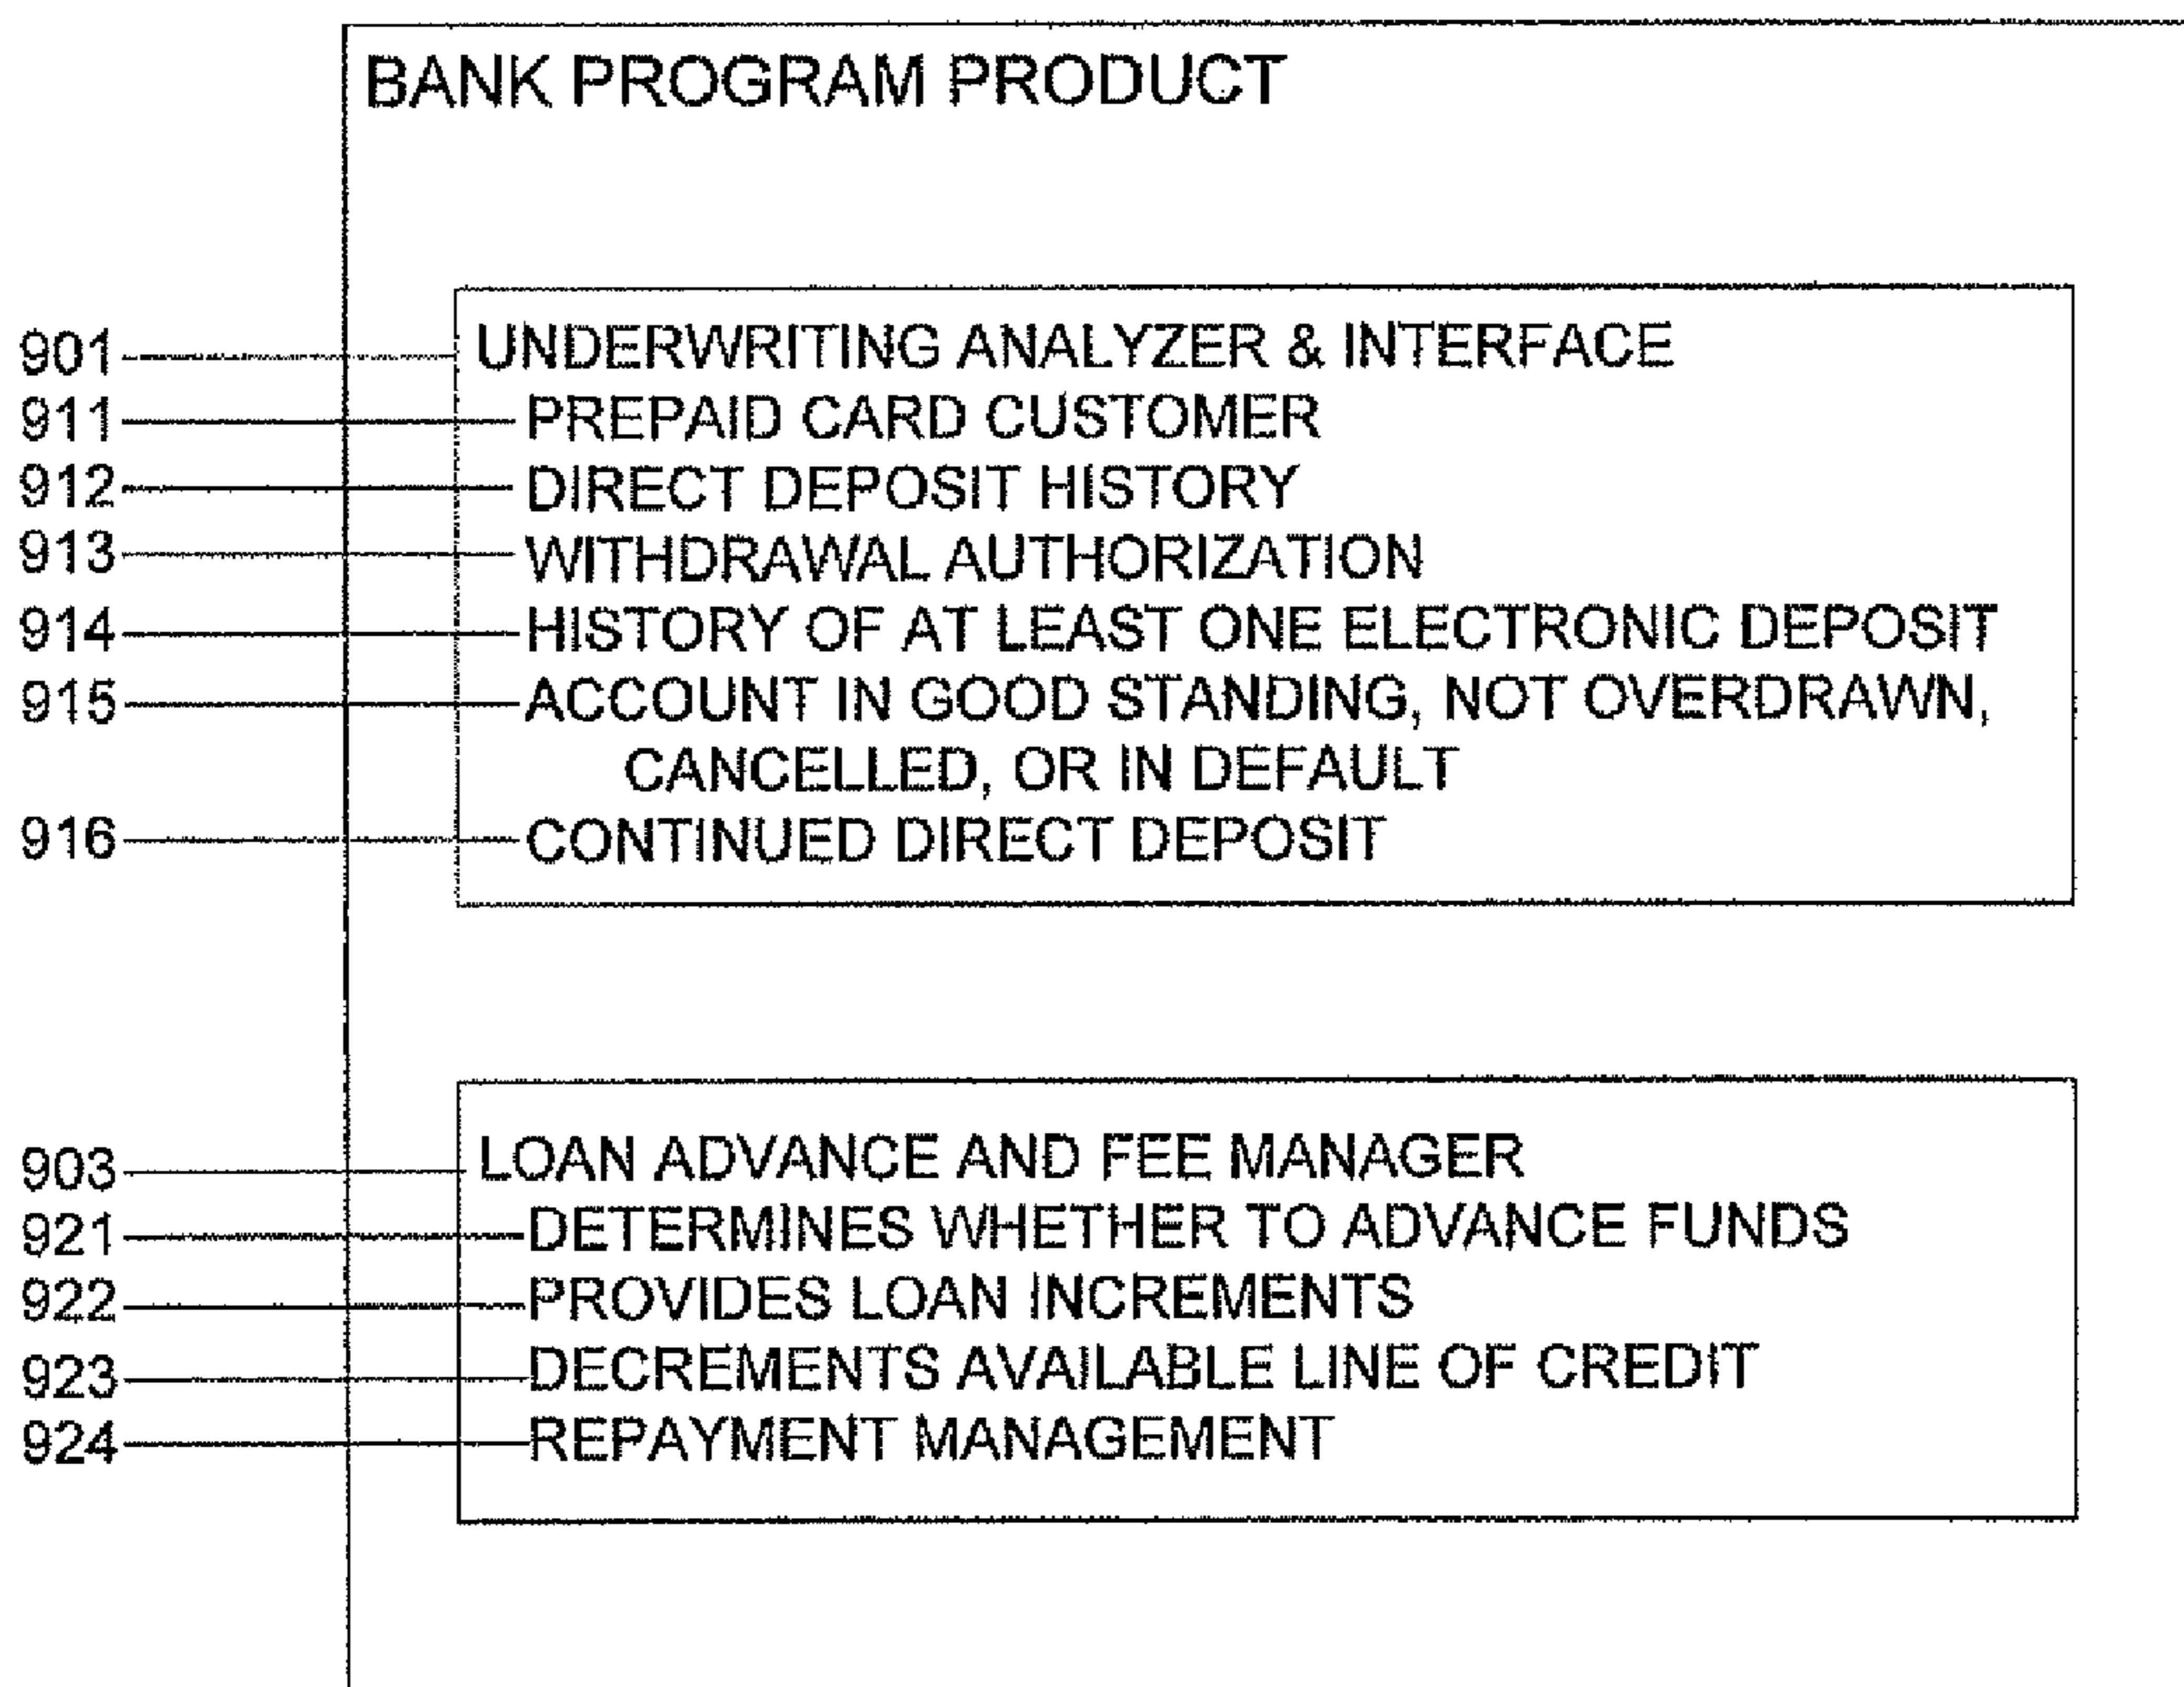 BANK PROGRAM PRODUCT
901 UNDERWRITING ANALYZER & INTERFACE
911 PREPAID CARD CUSTOMER
912 DIRECT DEPOSIT HISTORY
913 WITHDRAWAL AUTHORIZATION
914 HISTORY OF AT LEAST ONE ELECTRONIC DEPOSIT
915 ACCOUNT IN GOOD STANDING, NOT OVERDRAWN,
CANCELLED, OR IN DEFAULT
916 CONTINUED DIRECT DEPOSIT
903 LOAN ADVANCE AND FEE MANAGER
921 DETERMINES WHETHER TO ADVANCE FUNDS
922 PROVIDES LOAN INCREMENTS
923 DECREMENTS AVAILABLE LINE OF CREDIT
924 REPAYMENT MANAGEMENT